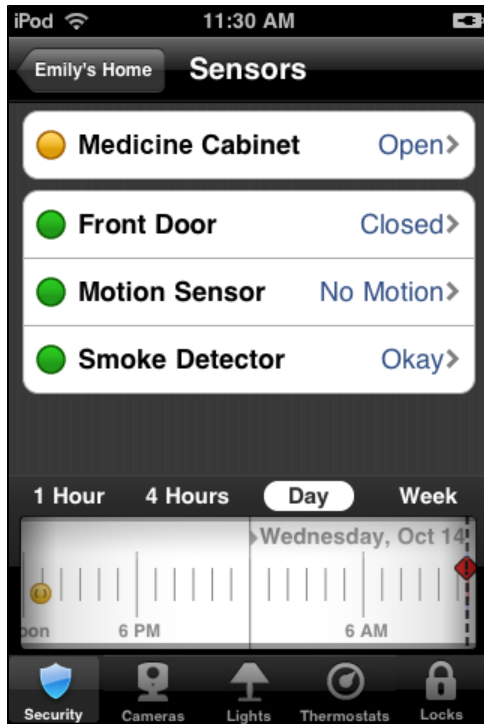 iPod 11:30 AM
Emily's Home Sensors
Medicine Cabinet Open
Front Door Closed
Motion Sensor No Motion
Smoke Detector Okay
1 Hour 4 Hours Day Week
Wednesday, Oct 14
oon 6 PM 6 AM
Security Cameras Lights Thermostats Locks